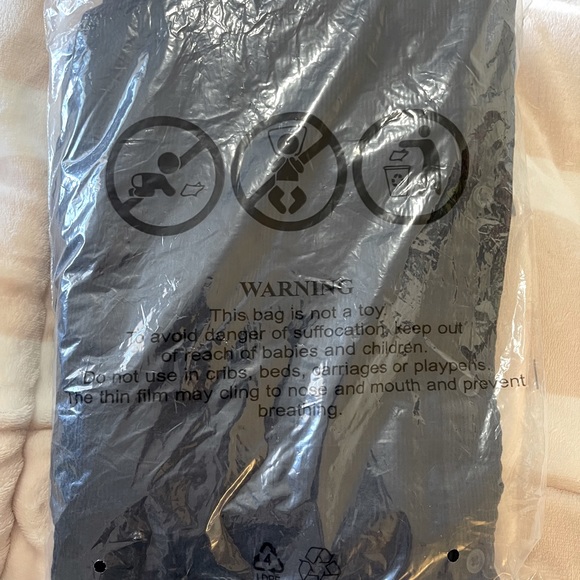 WARNING
This bag is not a toy.
To avoid danger of suffocation, keep out
of reach of babies and children.
Do not use in cribs, beds, carriages or playpens.
The thin film may cling to nose and mouth and prevent
breathing.
4
LDPE